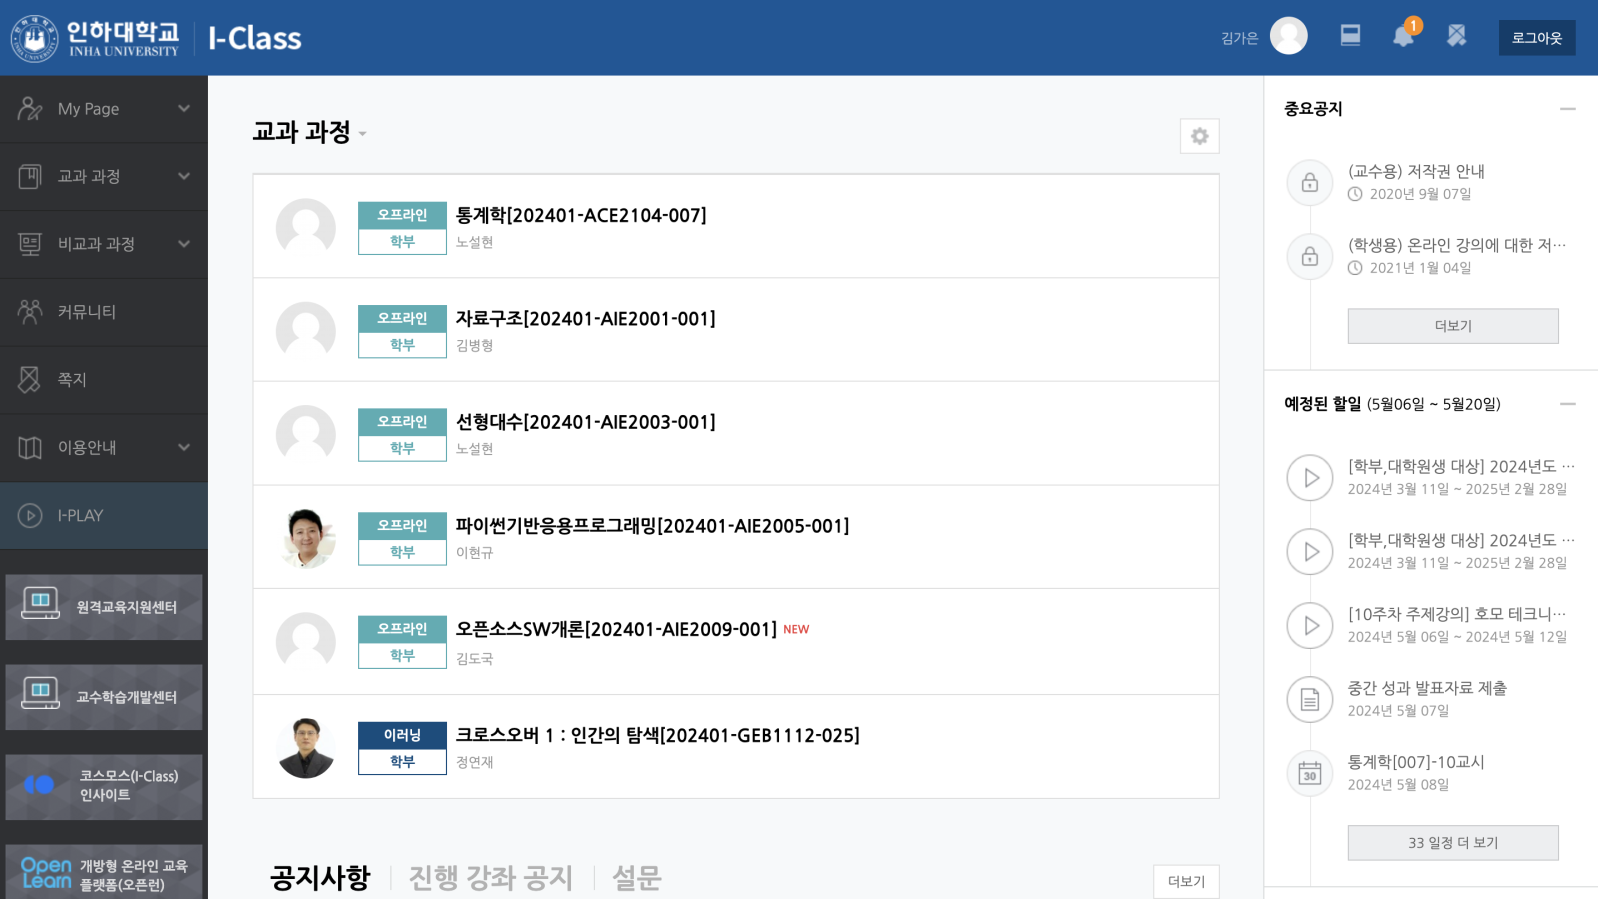 인하대학교
INHA UNIVERSITY
I-Class
김가은
1
로그아웃
My Page
교과 과정
비교과 과정
커뮤니티
쪽지
이용안내
I-PLAY
원격교육지원센터
교수학습개발센터
코스모스(I-Class)
인사이트
Open
Learn
개방형 온라인 교육
플랫폼(오픈런)
교과 과정
오프라인
학부
통계학[202401-ACE2104-007]
노설현
오프라인
학부
자료구조[202401-AIE2001-001]
김병형
오프라인
학부
선형대수[202401-AIE2003-001]
노설현
오프라인
학부
파이썬기반응용프로그래밍[202401-AIE2005-001]
이현규
오프라인
학부
오픈소스SW개론[202401-AIE2009-001] NEW
김도국
이러닝
학부
크로스오버 1 : 인간의 탐색[202401-GEB1112-025]
정연재
공지사항
진행 강좌 공지
설문
더보기
중요공지
(교수용) 저작권 안내
2020년 9월 07일
(학생용) 온라인 강의에 대한 저…
2021년 1월 04일
더보기
예정된 할일 (5월06일 ~ 5월20일)
[학부,대학원생 대상] 2024년도 …
2024년 3월 11일 ~ 2025년 2월 28일
[학부,대학원생 대상] 2024년도 …
2024년 3월 11일 ~ 2025년 2월 28일
[10주차 주제강의] 호모 테크니…
2024년 5월 06일 ~ 2024년 5월 12일
중간 성과 발표자료 제출
2024년 5월 07일
30
통계학[007]-10교시
2024년 5월 08일
33 일정 더 보기